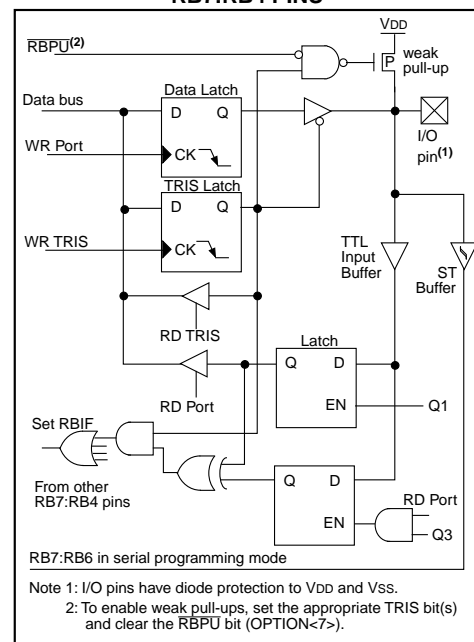 RB7:RB4 PINS
VDD
RBPU(2)
P
weak
pull-up
Data Latch
Data bus
D Q
I/O
pin(1)
WR Port
CK
TRIS Latch
D Q
WR TRIS
CK
TTL
Input
Buffer
ST
Buffer
RD TRIS
Latch
Q D
RD Port
EN
Q1
Set RBIF
From other
RB7:RB4 pins
Q D
RD Port
EN
Q3
RB7:RB6 in serial programming mode
Note 1: I/O pins have diode protection to VDD and VSS.
2: To enable weak pull-ups, set the appropriate TRIS bit(s)
and clear the RBPU bit (OPTION<7>).